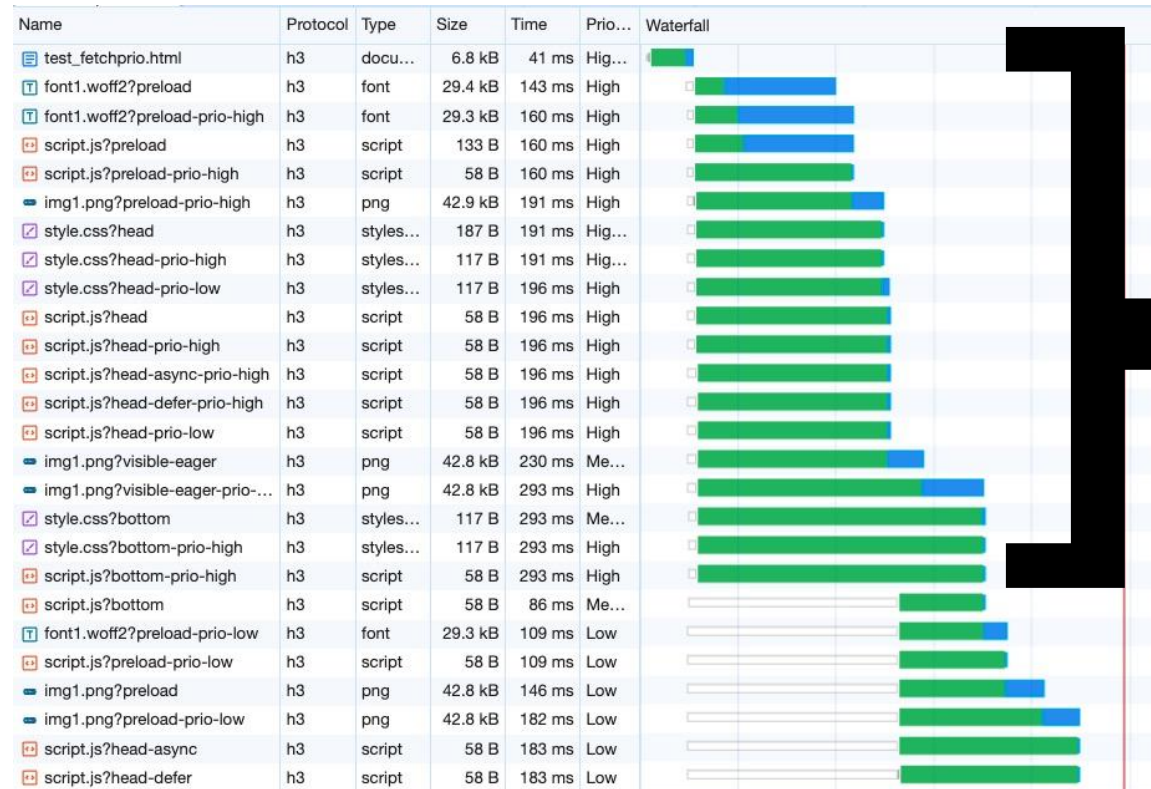 Name Protocol Type Size Time Prio... Waterfall
test_fetchprio.html h3 docu... 6.8 kB 41 ms Hig...
font1.woff2?preload h3 font 29.4 kB 143 ms High
font1.woff2?preload-prio-high h3 font 29.3 kB 160 ms High
script.js?preload h3 script 133 B 160 ms High
script.js?preload-prio-high h3 script 58 B 160 ms High
img1.png?preload-prio-high h3 png 42.9 kB 191 ms High
style.css?head h3 styles... 187 B 191 ms Hig...
style.css?head-prio-high h3 styles... 117 B 191 ms Hig...
style.css?head-prio-low h3 styles... 117 B 196 ms High
script.js?head h3 script 58 B 196 ms High
script.js?head-prio-high h3 script 58 B 196 ms High
script.js?head-async-prio-high h3 script 58 B 196 ms High
script.js?head-defer-prio-high h3 script 58 B 196 ms High
script.js?head-prio-low h3 script 58 B 196 ms High
img1.png?visible-eager h3 png 42.8 kB 230 ms Me...
img1.png?visible-eager-prio-... h3 png 42.8 kB 293 ms High
style.css?bottom h3 styles... 117 B 293 ms Me...
style.css?bottom-prio-high h3 styles... 117 B 293 ms High
script.js?bottom-prio-high h3 script 58 B 293 ms High
script.js?bottom h3 script 58 B 86 ms Me...
font1.woff2?preload-prio-low h3 font 29.3 kB 109 ms Low
script.js?preload-prio-low h3 script 58 B 109 ms Low
img1.png?preload h3 png 42.8 kB 146 ms Low
img1.png?preload-prio-low h3 png 42.8 kB 182 ms Low
script.js?head-async h3 script 58 B 183 ms Low
script.js?head-defer h3 script 58 B 183 ms Low